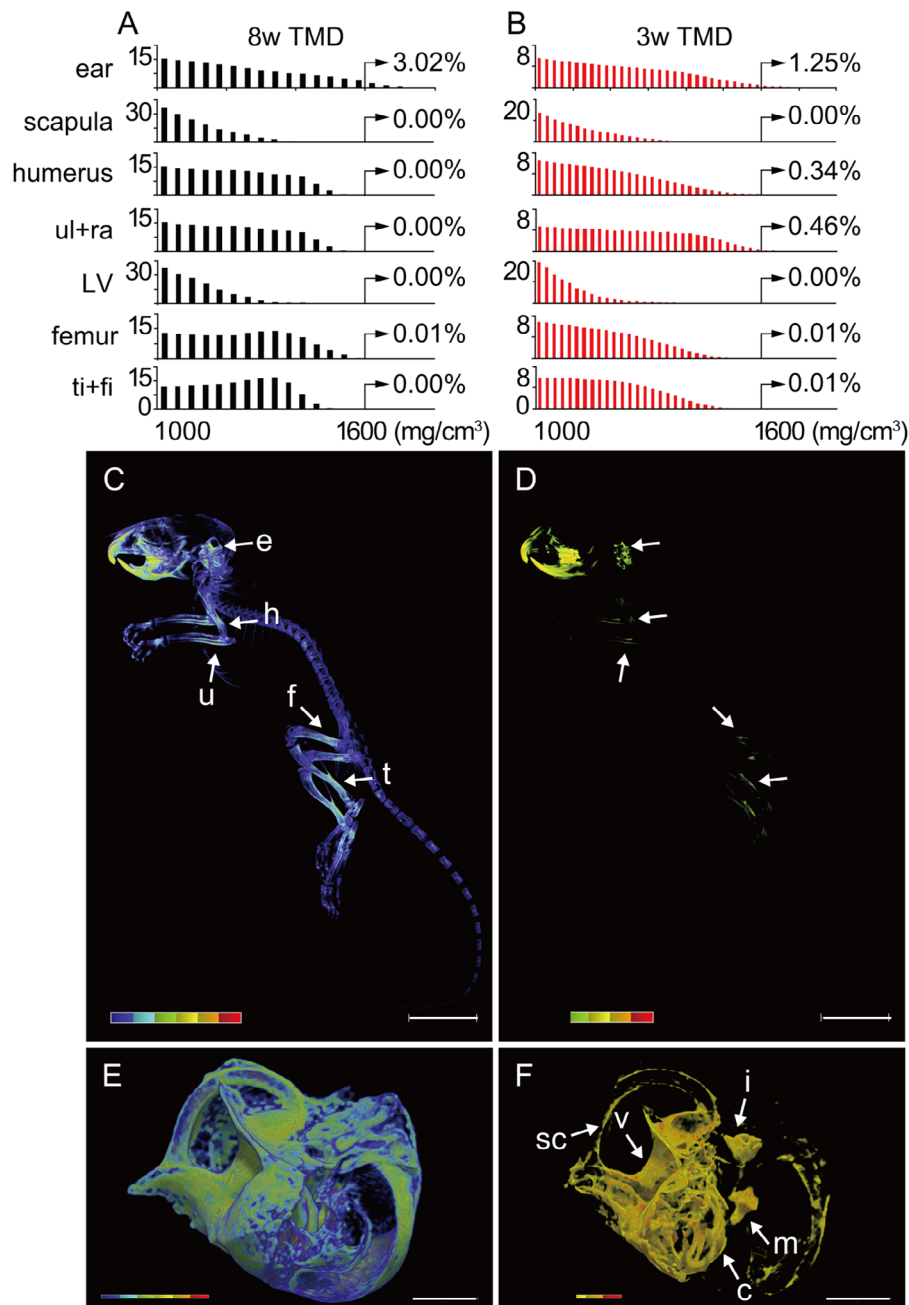 A
B
8w TMD
3w TMD
ear
15
3.02%
8
1.25%
scapula
30
0.00%
20
0.00%
humerus
15
0.00%
8
0.34%
ul+ra
15
0.00%
8
0.46%
LV
30
0.00%
20
0.00%
femur
15
0.01%
8
0.01%
ti+fi
15
0
0.00%
8
0
0.01%
1000 1600 (mg/cm³)
1000 1600 (mg/cm³)
C
D
e
h
u
f
t
E
F
i
sc
v
m
c